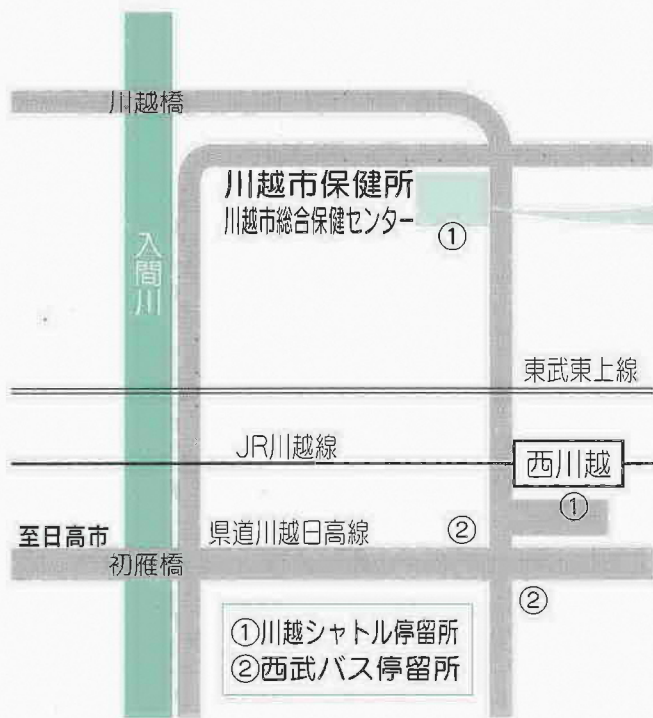 川越橋
川越市保健所
川越市総合保健センター
①
入間川
東武東上線
JR川越線
西川越
①
至日高市
県道川越日高線
②
初雁橋
②
①川越シャトル停留所
②西武バス停留所